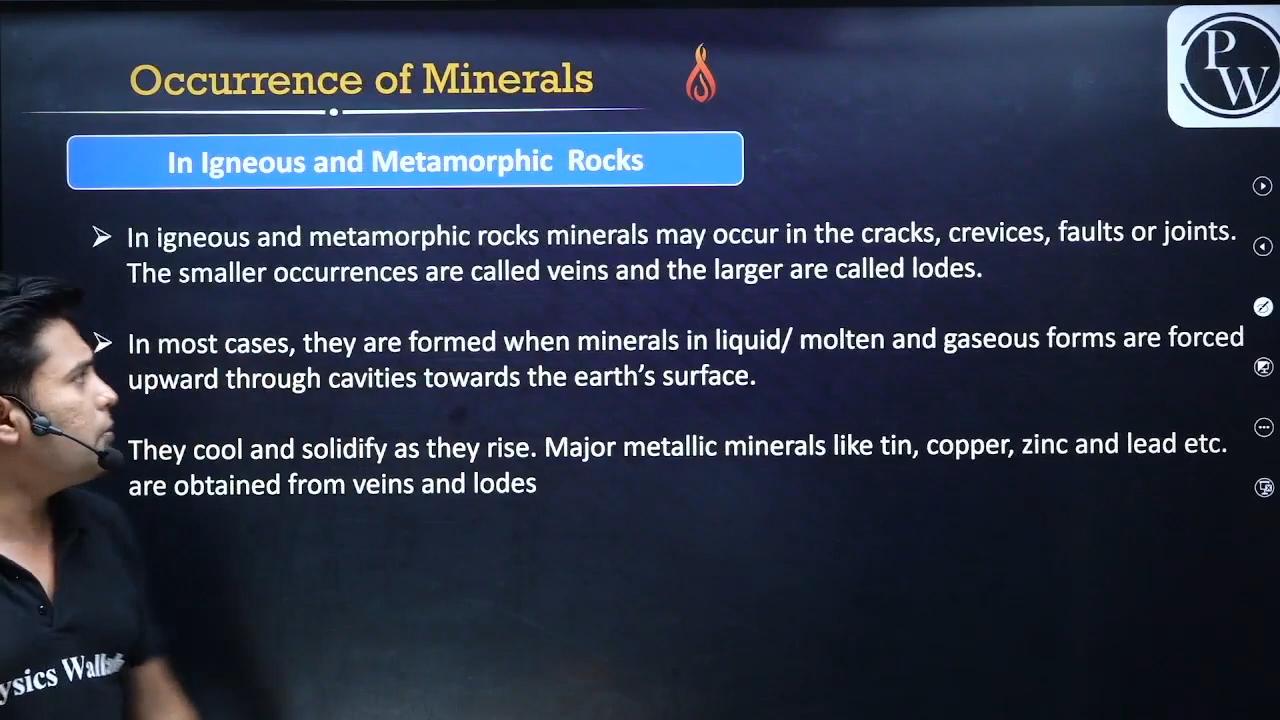 Occurrence of Minerals
PW
In Igneous and Metamorphic Rocks
➢ In igneous and metamorphic rocks minerals may occur in the cracks, crevices, faults or joints.
The smaller occurrences are called veins and the larger are called lodes.
➢ In most cases, they are formed when minerals in liquid/ molten and gaseous forms are forced
upward through cavities towards the earth's surface.
They cool and solidify as they rise. Major metallic minerals like tin, copper, zinc and lead etc.
are obtained from veins and lodes
ysics Wallah